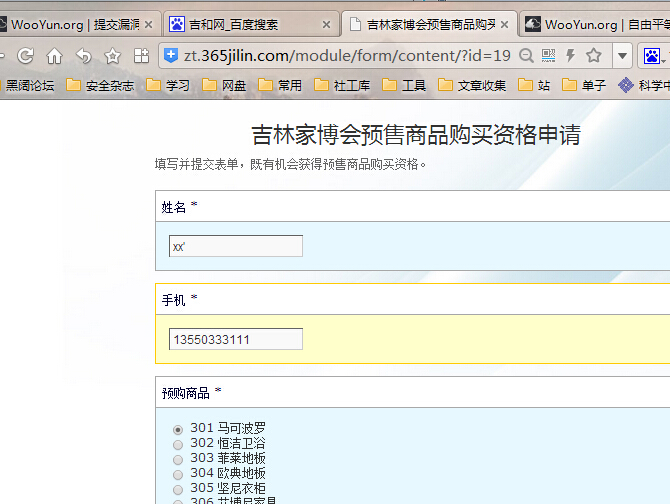 WooYun.org | 提交漏洞
吉和网_百度搜索
吉林家博会预售商品购买
WooYun.org | 自由平
zt.365jilin.com/module/form/content/?id=19
黑阔论坛 安全杂志 学习 网盘 常用 社工库 工具 文章收集 站 单子 科学
吉林家博会预售商品购买资格申请
填写并提交表单，既有机会获得预售商品购买资格。
姓名 *
xx'
手机 *
13550333111
预购商品 *
301 马可波罗
302 恒洁卫浴
303 菲莱地板
304 欧典地板
305 坚尼衣柜